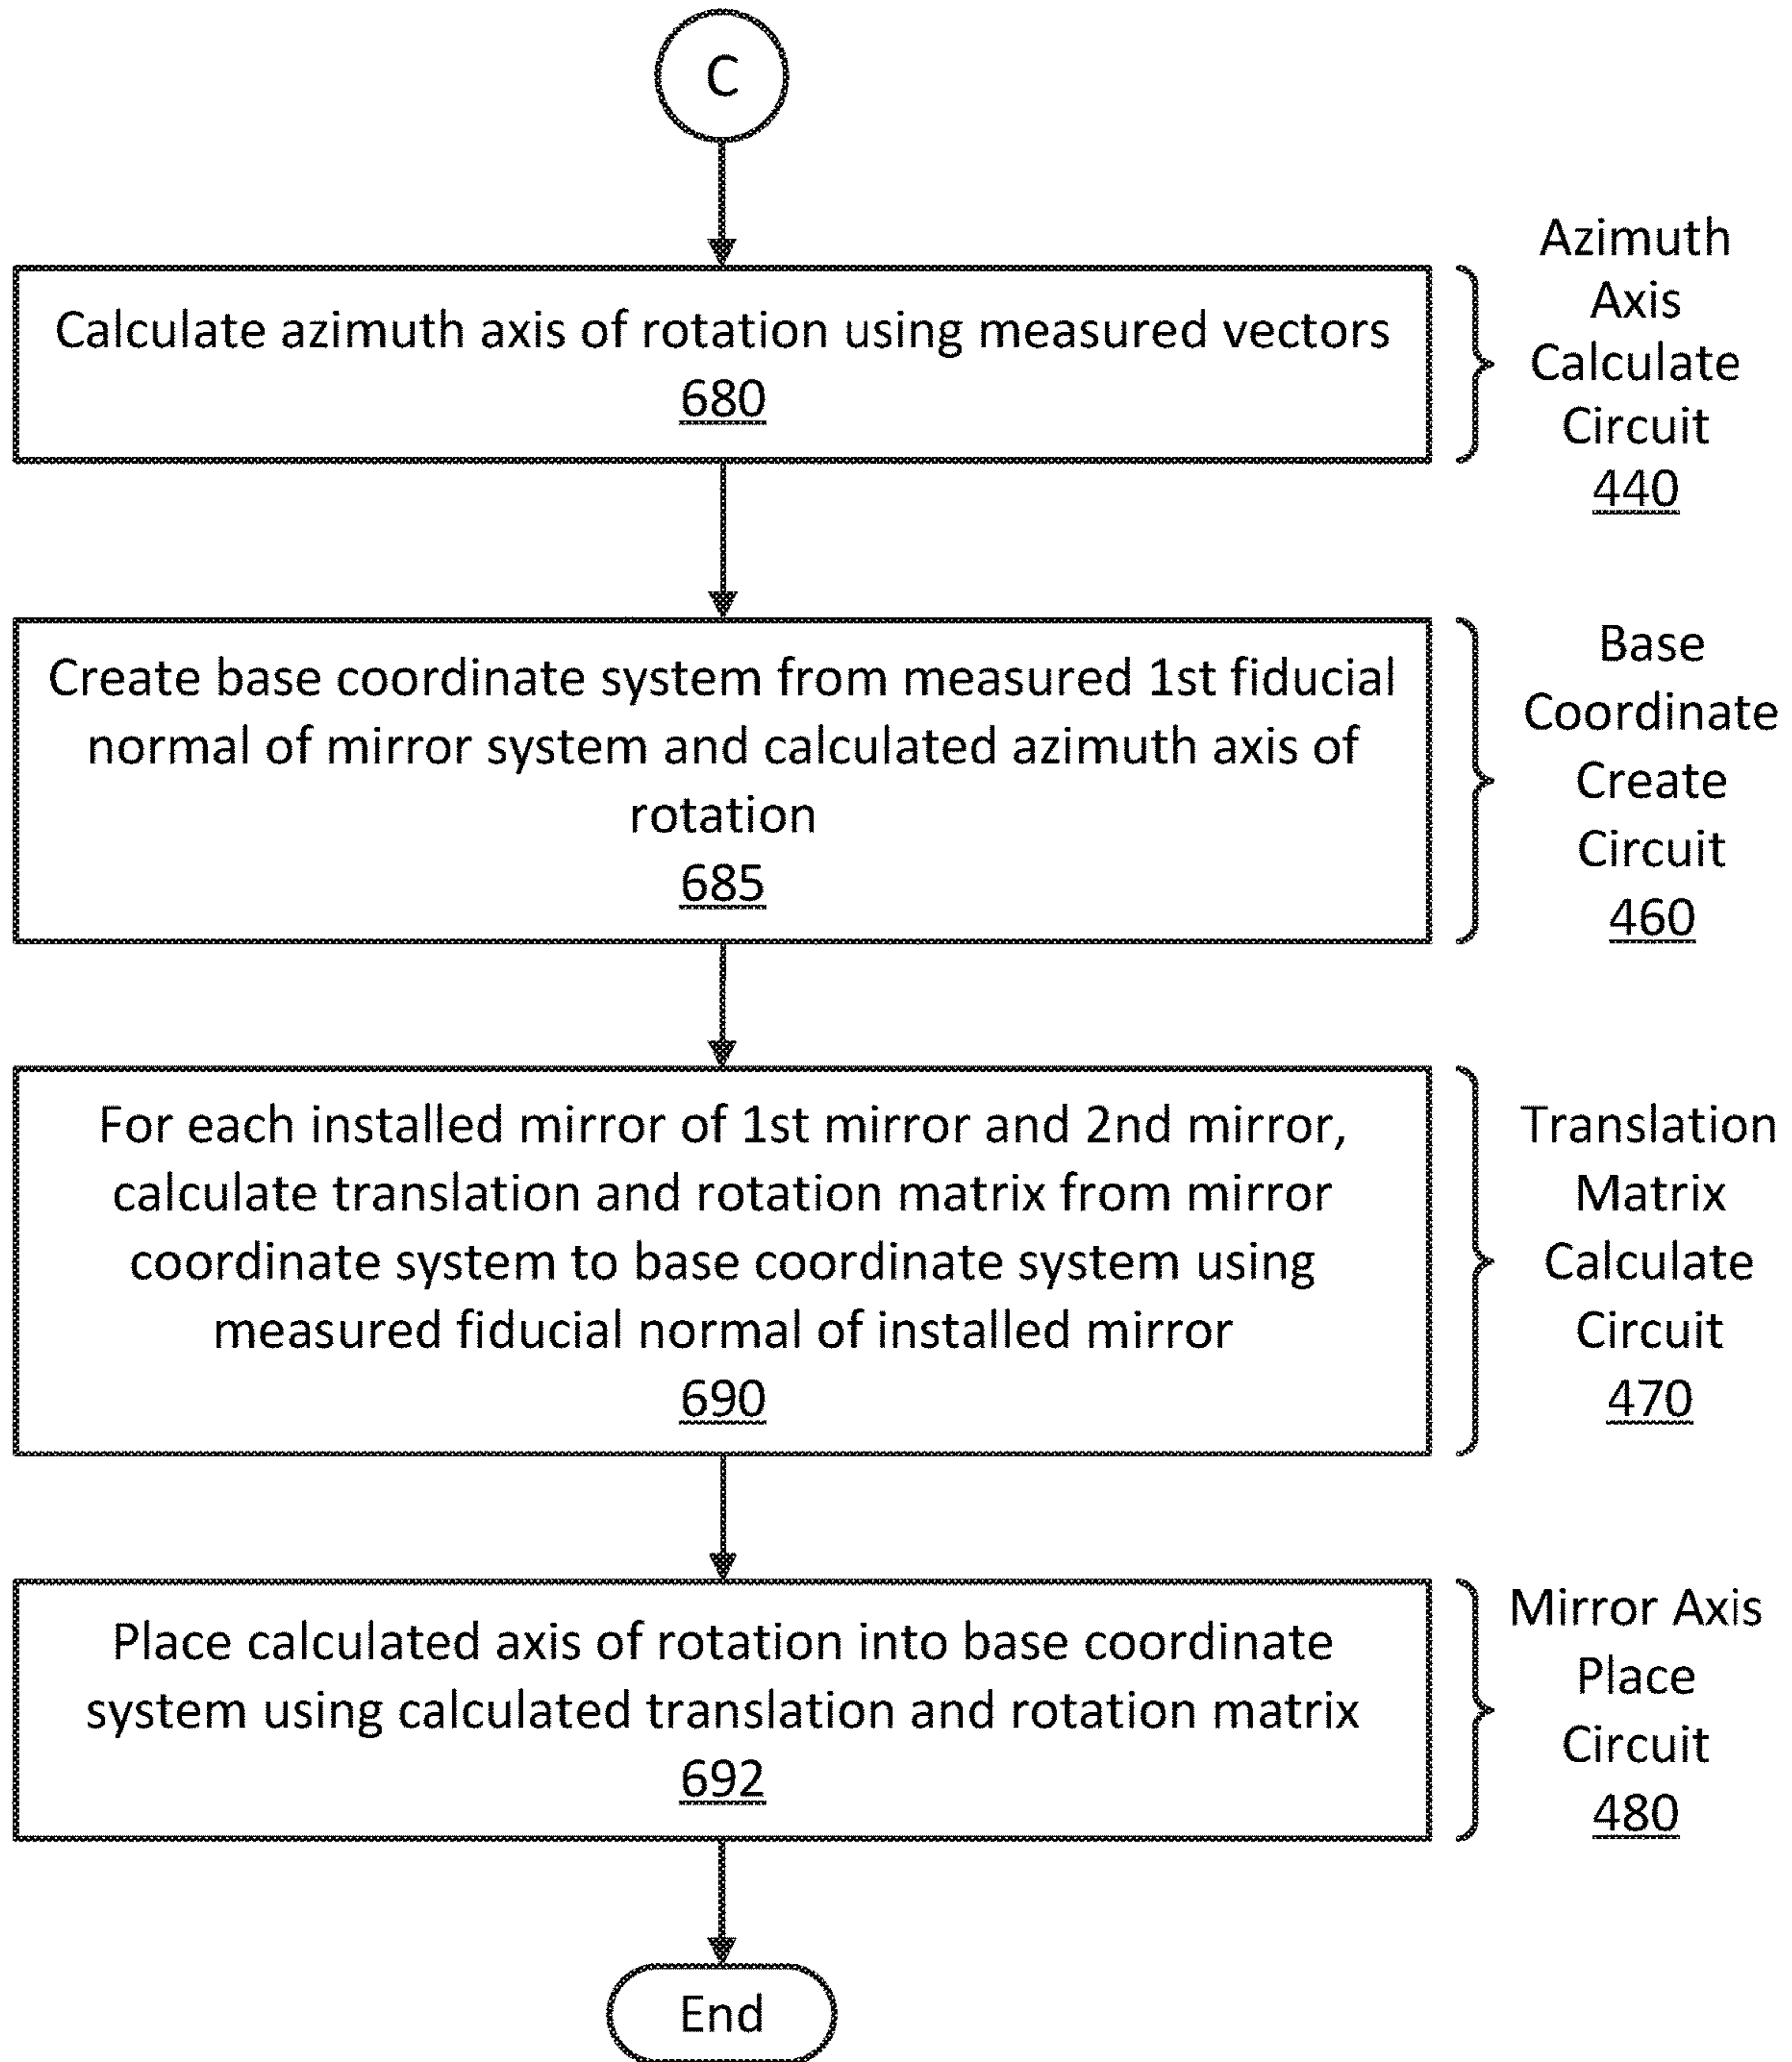 C
Calculate azimuth axis of rotation using measured vectors
680
Azimuth
Axis
Calculate
Circuit
440
Create base coordinate system from measured 1st fiducial
normal of mirror system and calculated azimuth axis of
rotation
685
Base
Coordinate
Create
Circuit
460
For each installed mirror of 1st mirror and 2nd mirror,
calculate translation and rotation matrix from mirror
coordinate system to base coordinate system using
measured fiducial normal of installed mirror
690
Translation
Matrix
Calculate
Circuit
470
Place calculated axis of rotation into base coordinate
system using calculated translation and rotation matrix
692
Mirror Axis
Place
Circuit
480
End